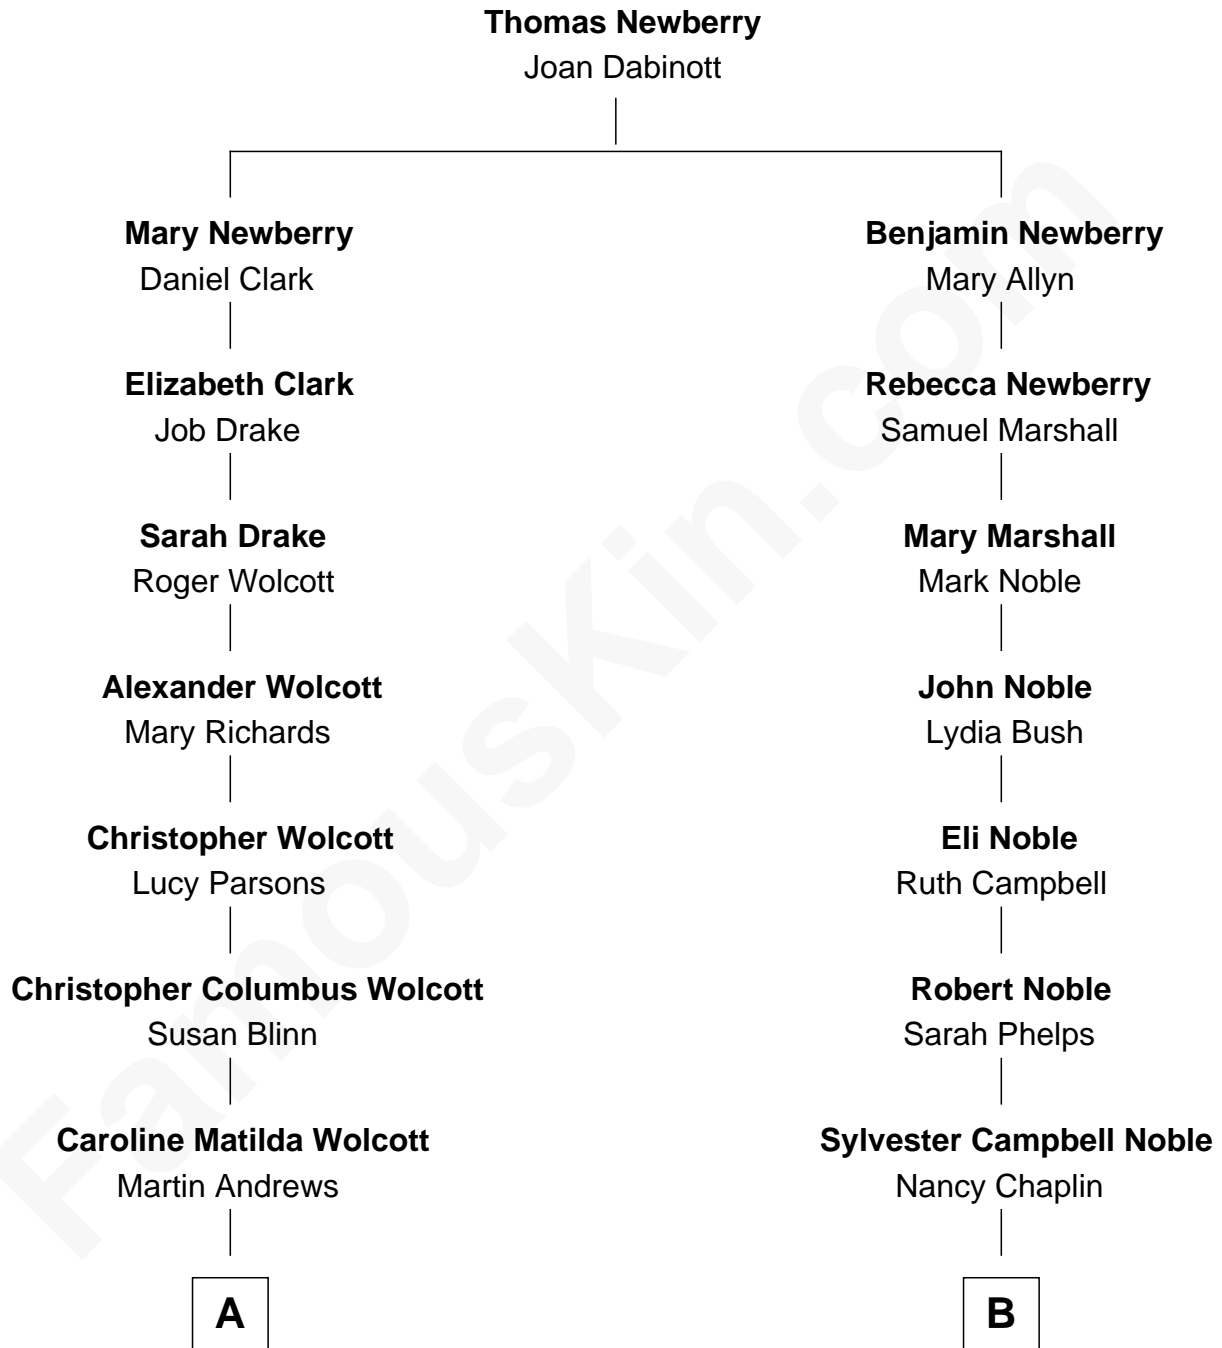 Thomas Newberry
Joan Dabinott
Mary Newberry
Daniel Clark
Benjamin Newberry
Mary Allyn
Elizabeth Clark
Job Drake
Rebecca Newberry
Samuel Marshall
Sarah Drake
Roger Wolcott
Mary Marshall
Mark Noble
Alexander Wolcott
Mary Richards
John Noble
Lydia Bush
Christopher Wolcott
Lucy Parsons
Eli Noble
Ruth Campbell
Christopher Columbus Wolcott
Susan Blinn
Robert Noble
Sarah Phelps
Caroline Matilda Wolcott
Martin Andrews
Sylvester Campbell Noble
Nancy Chaplin
A
B
FamousKin.com